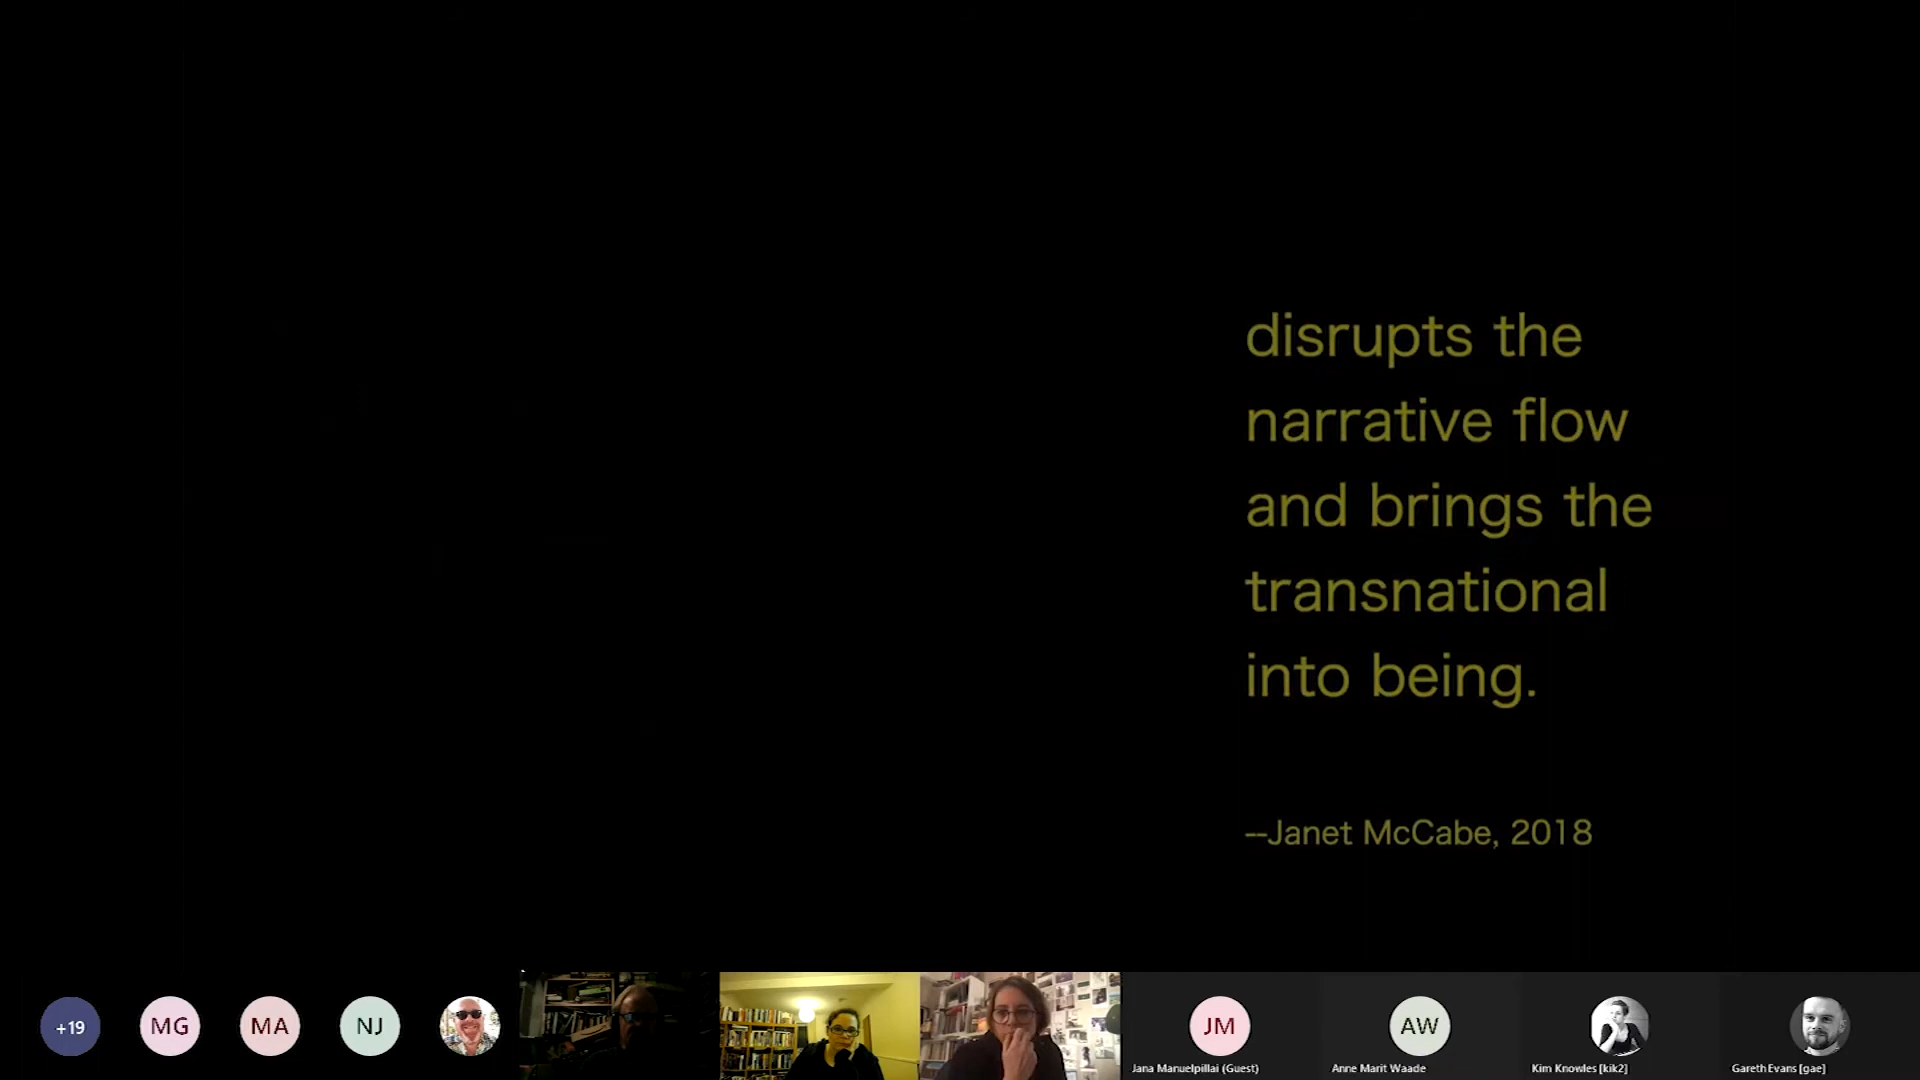 disrupts the
narrative flow
and brings the
transnational
into being.
--Janet McCabe, 2018
+19
MG
MA
NJ
JM
AW
Jana Manuelpillai (Guest)
Anne Marit Waade
Kim Knowles [kik2]
Gareth Evans [gae]